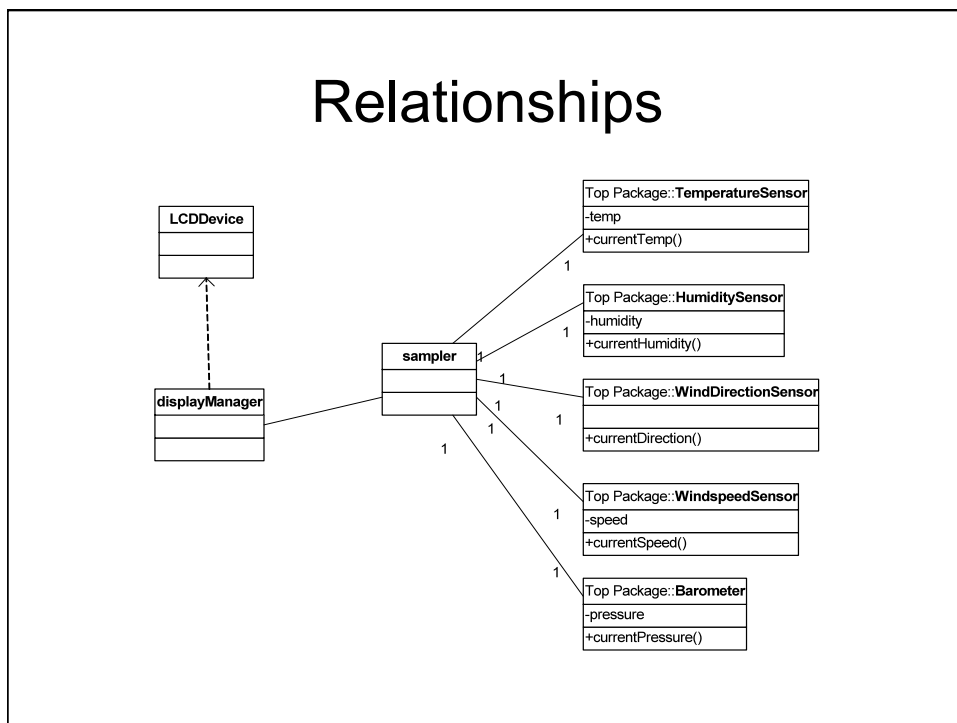 Relationships
LCDDevice
displayManager
sampler
Top Package::TemperatureSensor
-temp
+currentTemp()
1
Top Package::HumiditySensor
-humidity
+currentHumidity()
1
1
Top Package::WindDirectionSensor
+currentDirection()
1
1
1
1
Top Package::WindspeedSensor
-speed
+currentSpeed()
1
1
Top Package::Barometer
-pressure
+currentPressure()
1